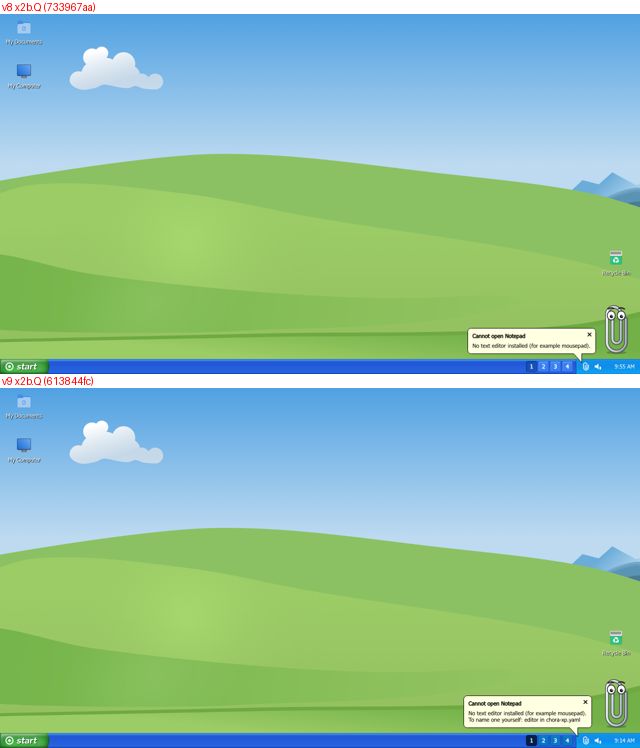 v8 x2b.Q (733967aa)
My Documents
My Computer
Recycle Bin
Cannot open Notepad
No text editor installed (for example mousepad).
start
1 2 3 4
9:55 AM
v9 x2b.Q (613844fc)
My Documents
My Computer
Recycle Bin
Cannot open Notepad
No text editor installed (for example mousepad).
To name one yourself: editor in chora-xp.yaml
start
1 2 3 4
9:14 AM